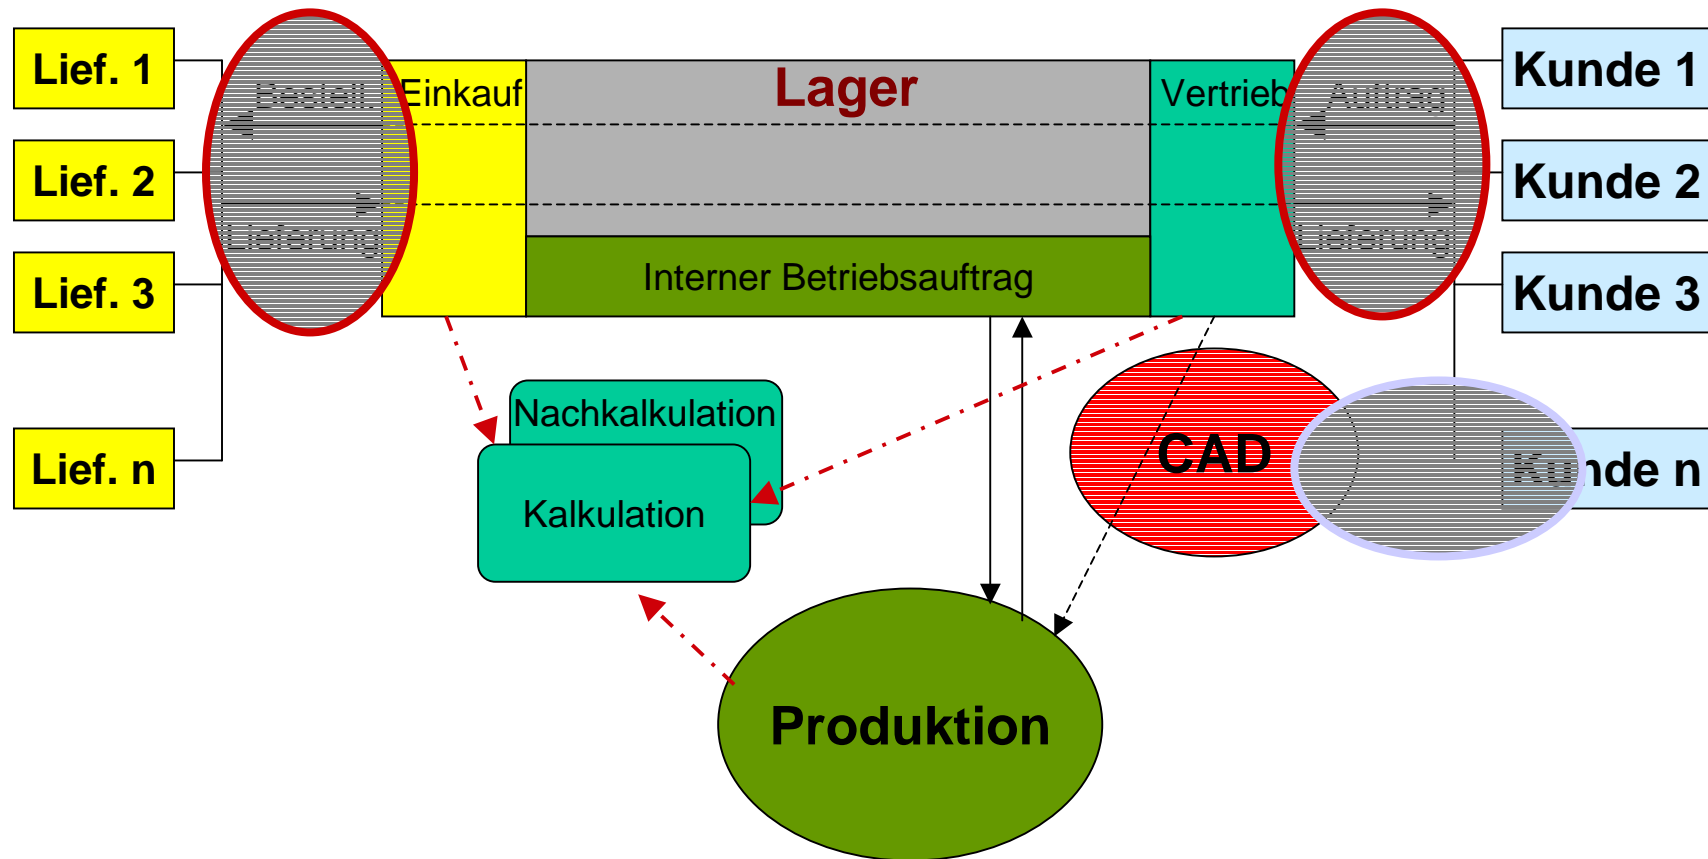 Lief. 1
Lief. 2
Lief. 3
Lief. n
Bestell.
Lieferung
Einkauf
Lager
Vertrieb
Interner Betriebsauftrag
Auftrag
Lieferung
Kunde 1
Kunde 2
Kunde 3
Kunde n
Nachkalkulation
Kalkulation
CAD
Produktion